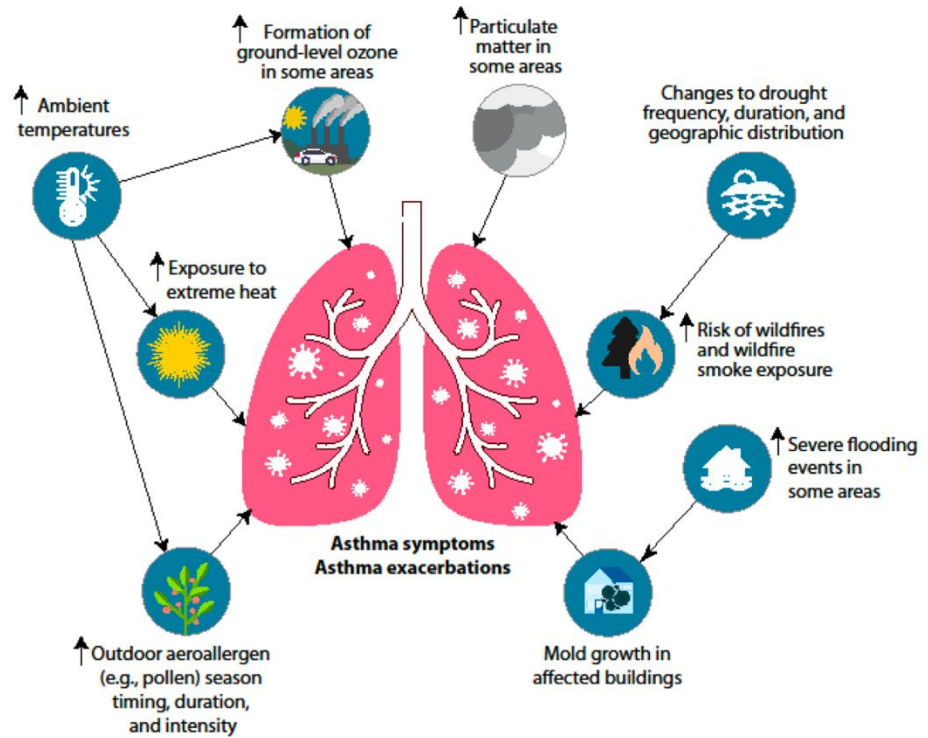 ↑ Formation of
ground-level ozone
in some areas
↑ Particulate
matter in
some areas
↑ Ambient
temperatures
Changes to drought
frequency, duration, and
geographic distribution
↑ Exposure to
extreme heat
↑ Risk of wildfires
and wildfire
smoke exposure
↑ Severe flooding
events in
some areas
Asthma symptoms
Asthma exacerbations
↑ Outdoor aeroallergen
(e.g., pollen) season
timing, duration,
and intensity
Mold growth in
affected buildings